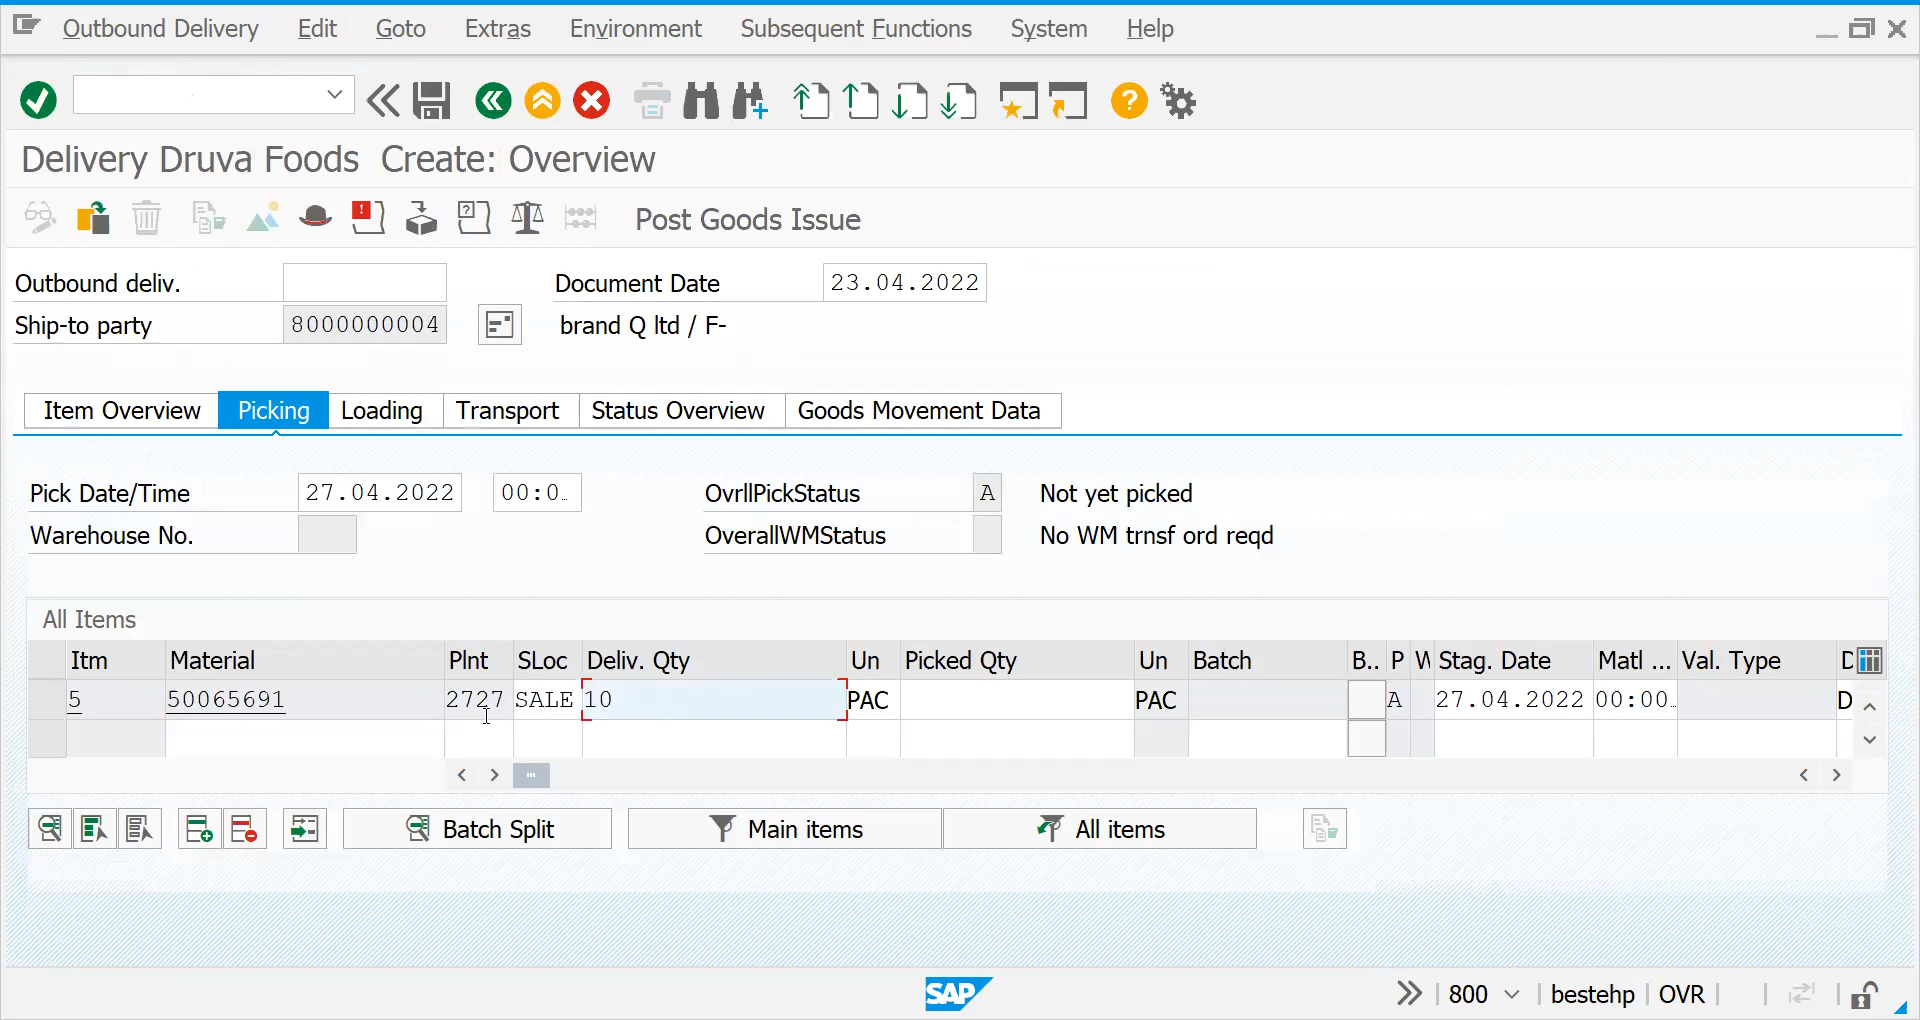 Outbound Delivery Edit Goto Extras Environment Subsequent Functions System Help
Delivery Druva Foods Create: Overview
Post Goods Issue
Outbound deliv. Document Date 23.04.2022
Ship-to party 8000000004 brand Q ltd / F-
Item Overview Picking Loading Transport Status Overview Goods Movement Data
Pick Date/Time 27.04.2022 00:0.. OvrllPickStatus A Not yet picked
Warehouse No. OverallWMStatus No WM trnsf ord reqd
All Items
Itm Material Plnt SLoc Deliv. Qty Un Picked Qty Un Batch B.. P W Stag. Date Matl ... Val. Type D
5 50065691 2727 SALE 10 PAC PAC A 27.04.2022 00:00.. D
Batch Split Main items All items
SAP 800 bestehp OVR